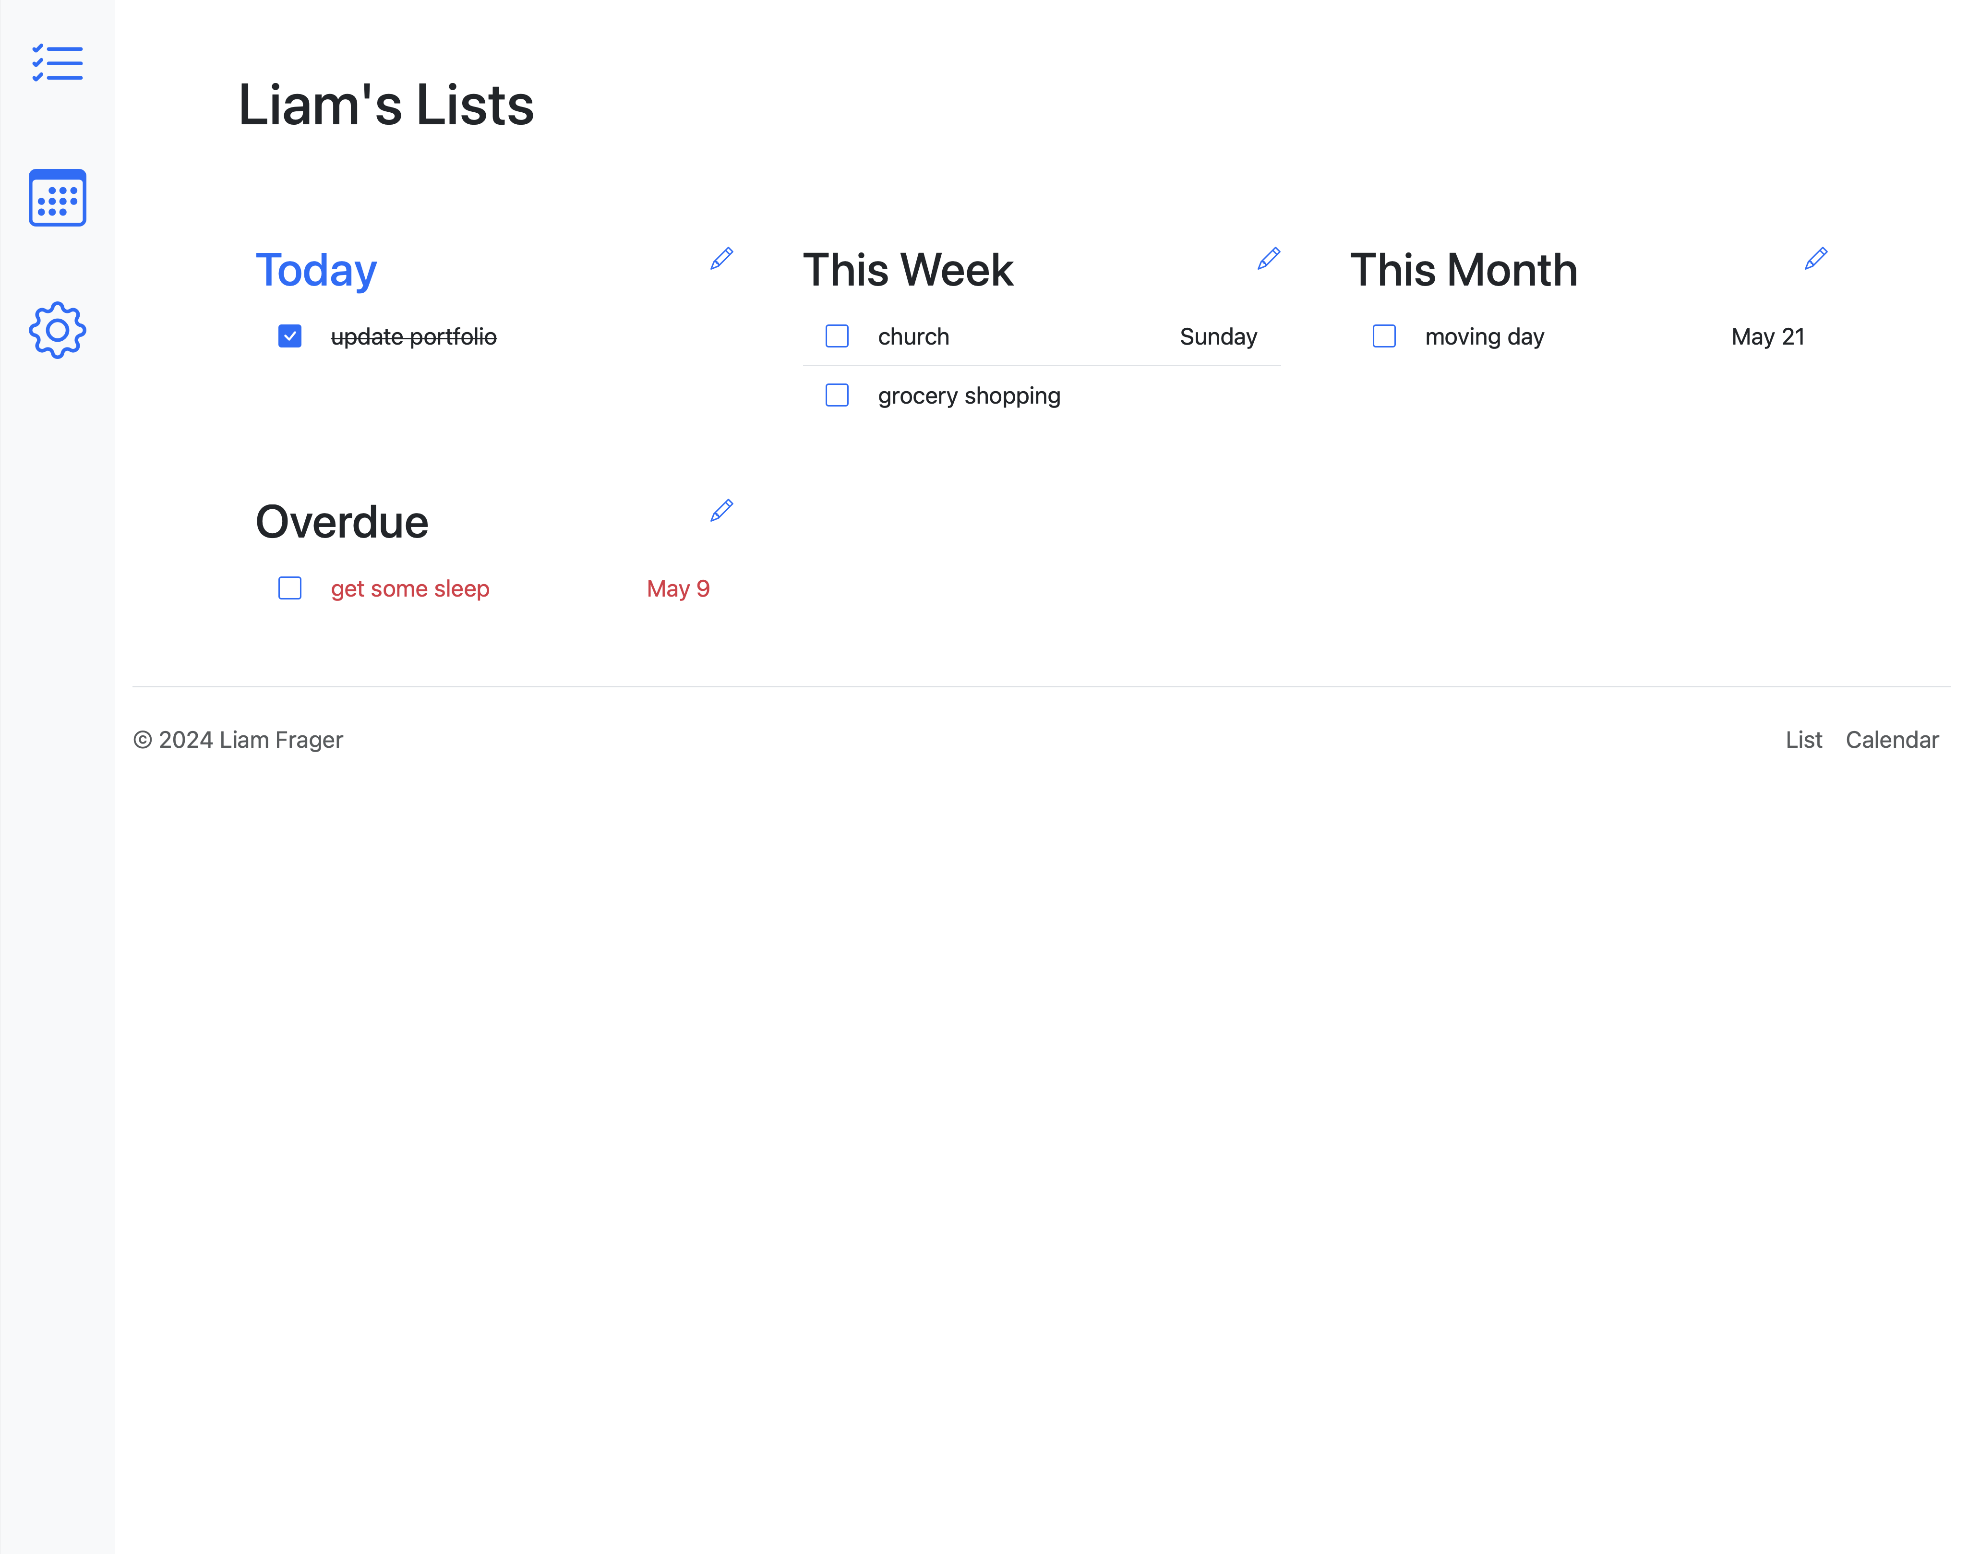 Liam's Lists
Today
update portfolio
This Week
church Sunday
grocery shopping
This Month
moving day May 21
Overdue
get some sleep May 9
© 2024 Liam Frager
List Calendar